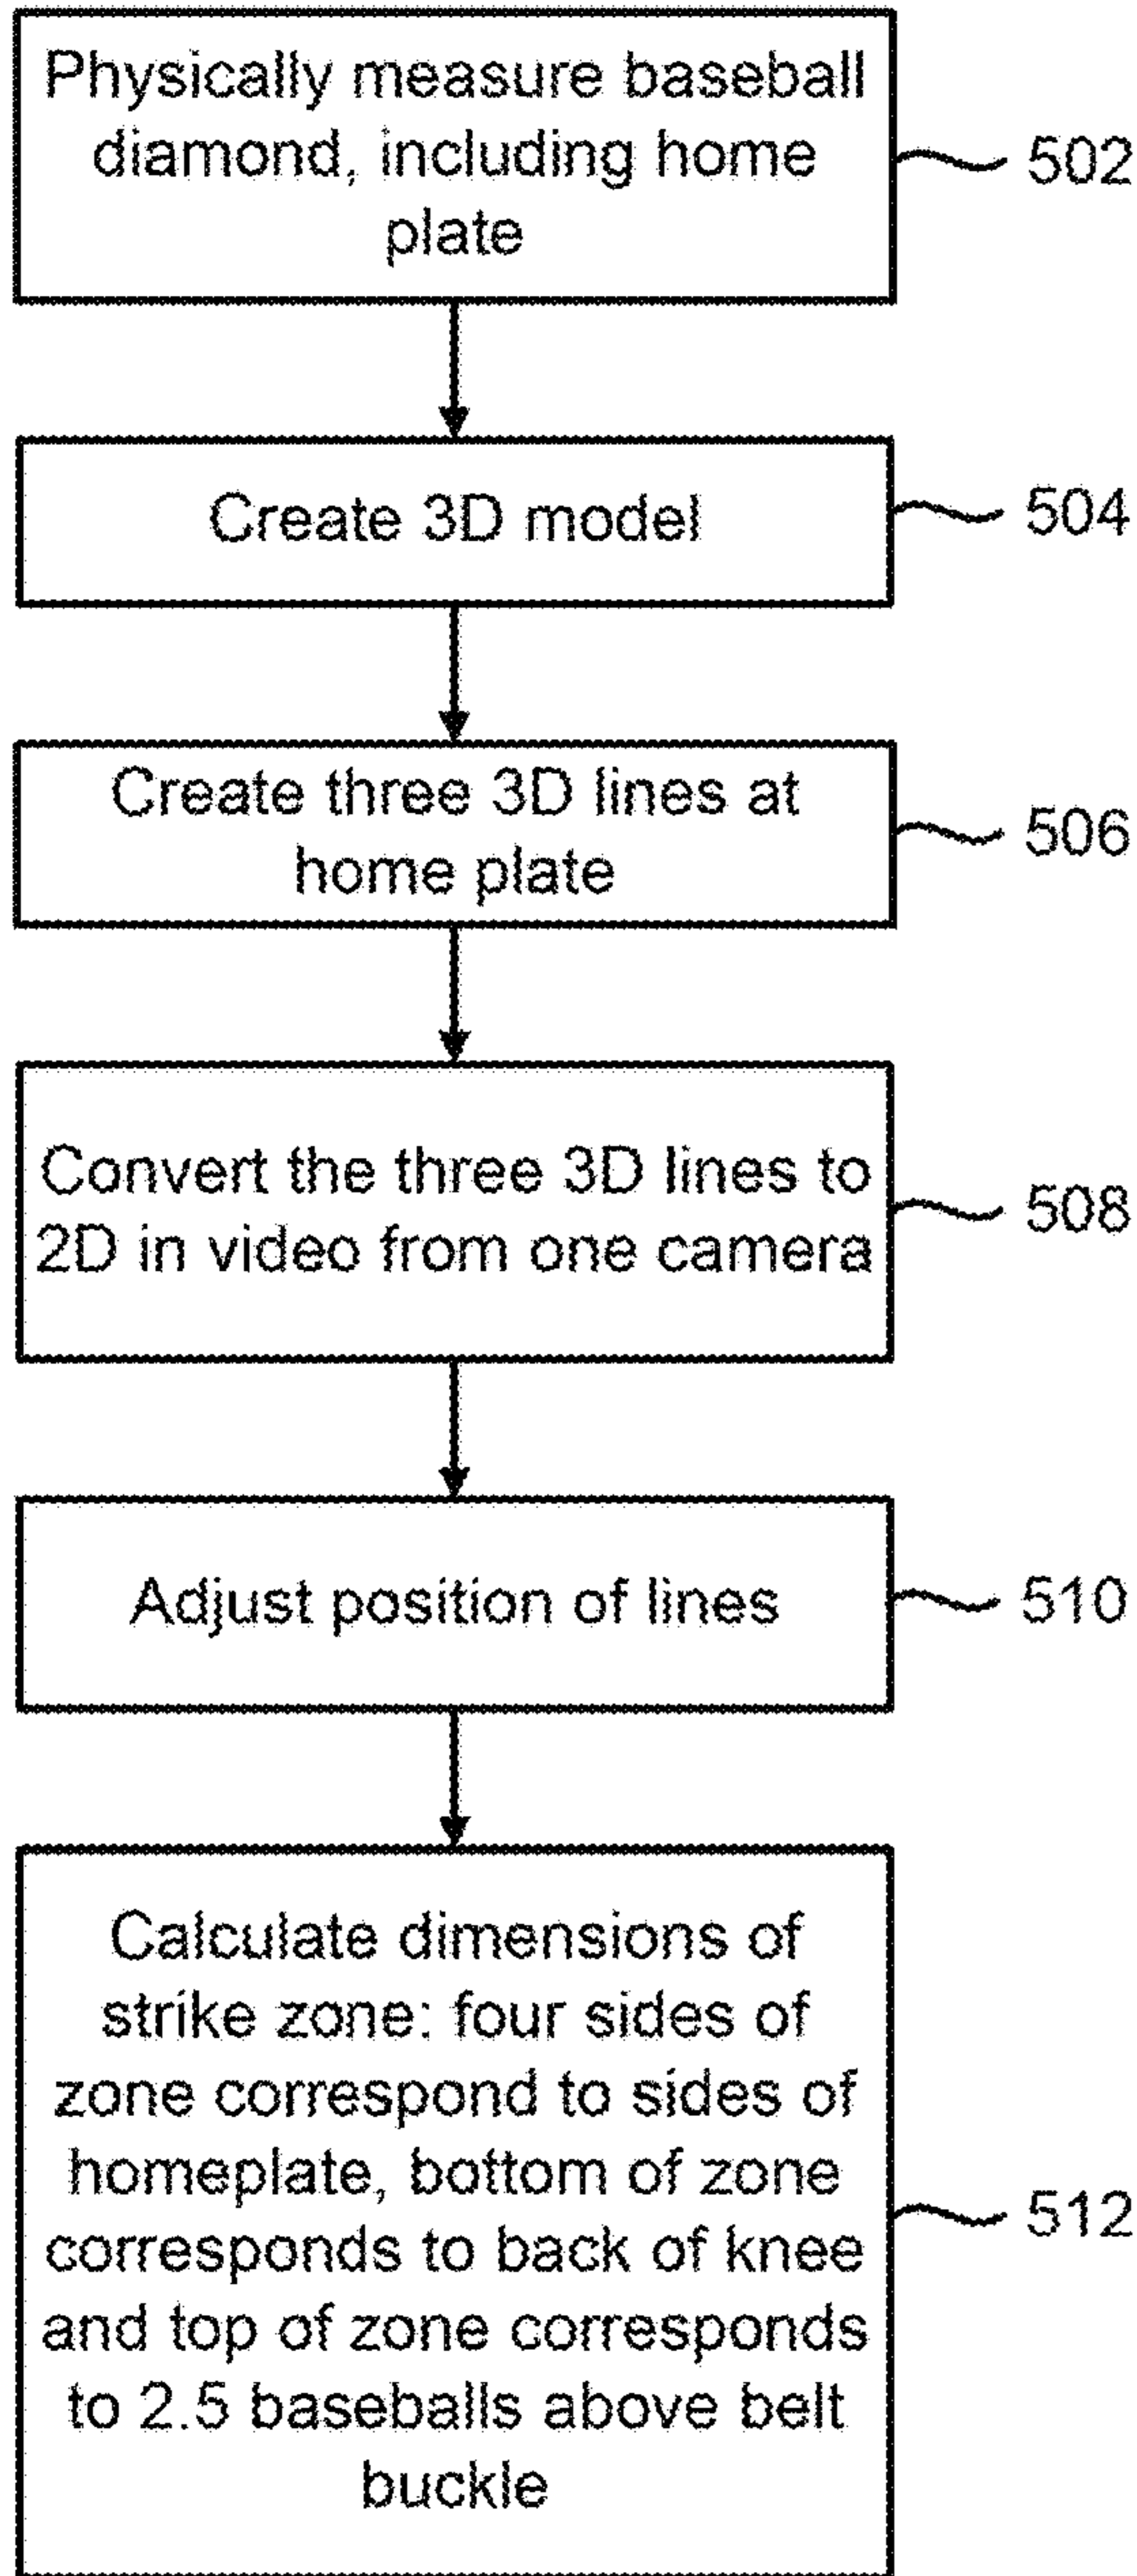 Physically measure baseball
diamond, including home
plate
502
Create 3D model
504
Create three 3D lines at
home plate
506
Convert the three 3D lines to
2D in video from one camera
508
Adjust position of lines
510
Calculate dimensions of
strike zone: four sides of
zone correspond to sides of
homeplate, bottom of zone
corresponds to back of knee
and top of zone corresponds
to 2.5 baseballs above belt
buckle
512